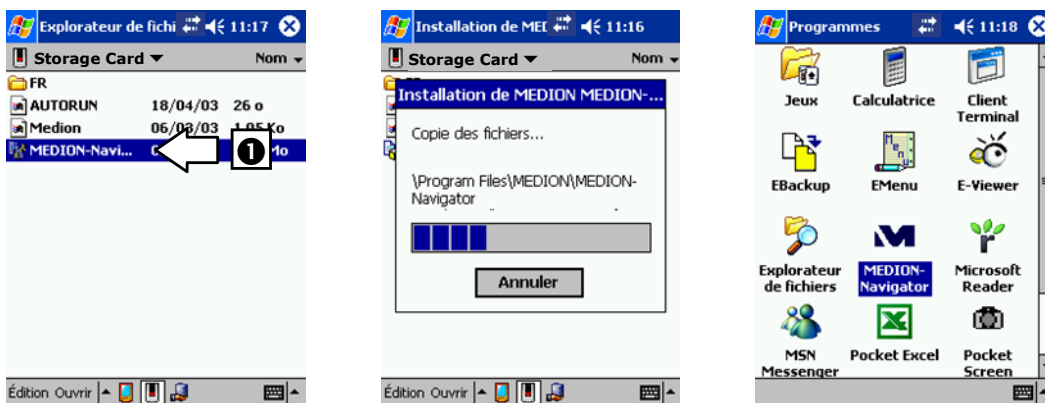 Explorateur de fichi 11:17
Storage Card Nom
FR
AUTORUN 18/04/03 26 o
Medion 06/03/03 1,05 Ko
MEDION-Navi... 1 Mo
Édition Ouvrir
Installation de MED 11:16
Storage Card Nom
Installation de MEDION MEDION-...
Copie des fichiers...
\Program Files\MEDION\MEDION-
Navigator
Annuler
Édition Ouvrir
Programmes 11:18
Jeux Calculatrice Client
Terminal
EBackup EMenu E-Viewer
Explorateur MEDION- Microsoft
de fichiers Navigator Reader
MSN Pocket Excel Pocket
Messenger Screen